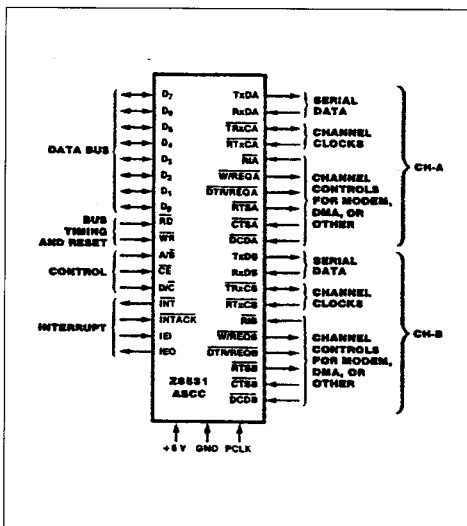 DATA BUS
BUS
TIMING
AND RESET
CONTROL
INTERRUPT
D7
D6
D5
D4
D3
D2
D1
D0
RD
WR
A/B
CE
D/C
INT
INTACK
IEI
IEO
TxDA
RxDA
TRxCA
RTxCA
RIA
W/REQA
DTR/REQA
RTSA
CTSA
DCDA
TxDB
RxDB
TRxCB
RTxCB
RIB
W/REQB
DTR/REQB
RTSB
CTSB
DCDB
Z8531
ASCC
+5 V GND PCLK
SERIAL
DATA
CHANNEL
CLOCKS
CHANNEL
CONTROLS
FOR MODEM,
DMA, OR
OTHER
CH-A
SERIAL
DATA
CHANNEL
CLOCKS
CHANNEL
CONTROLS
FOR MODEM,
DMA, OR
OTHER
CH-B